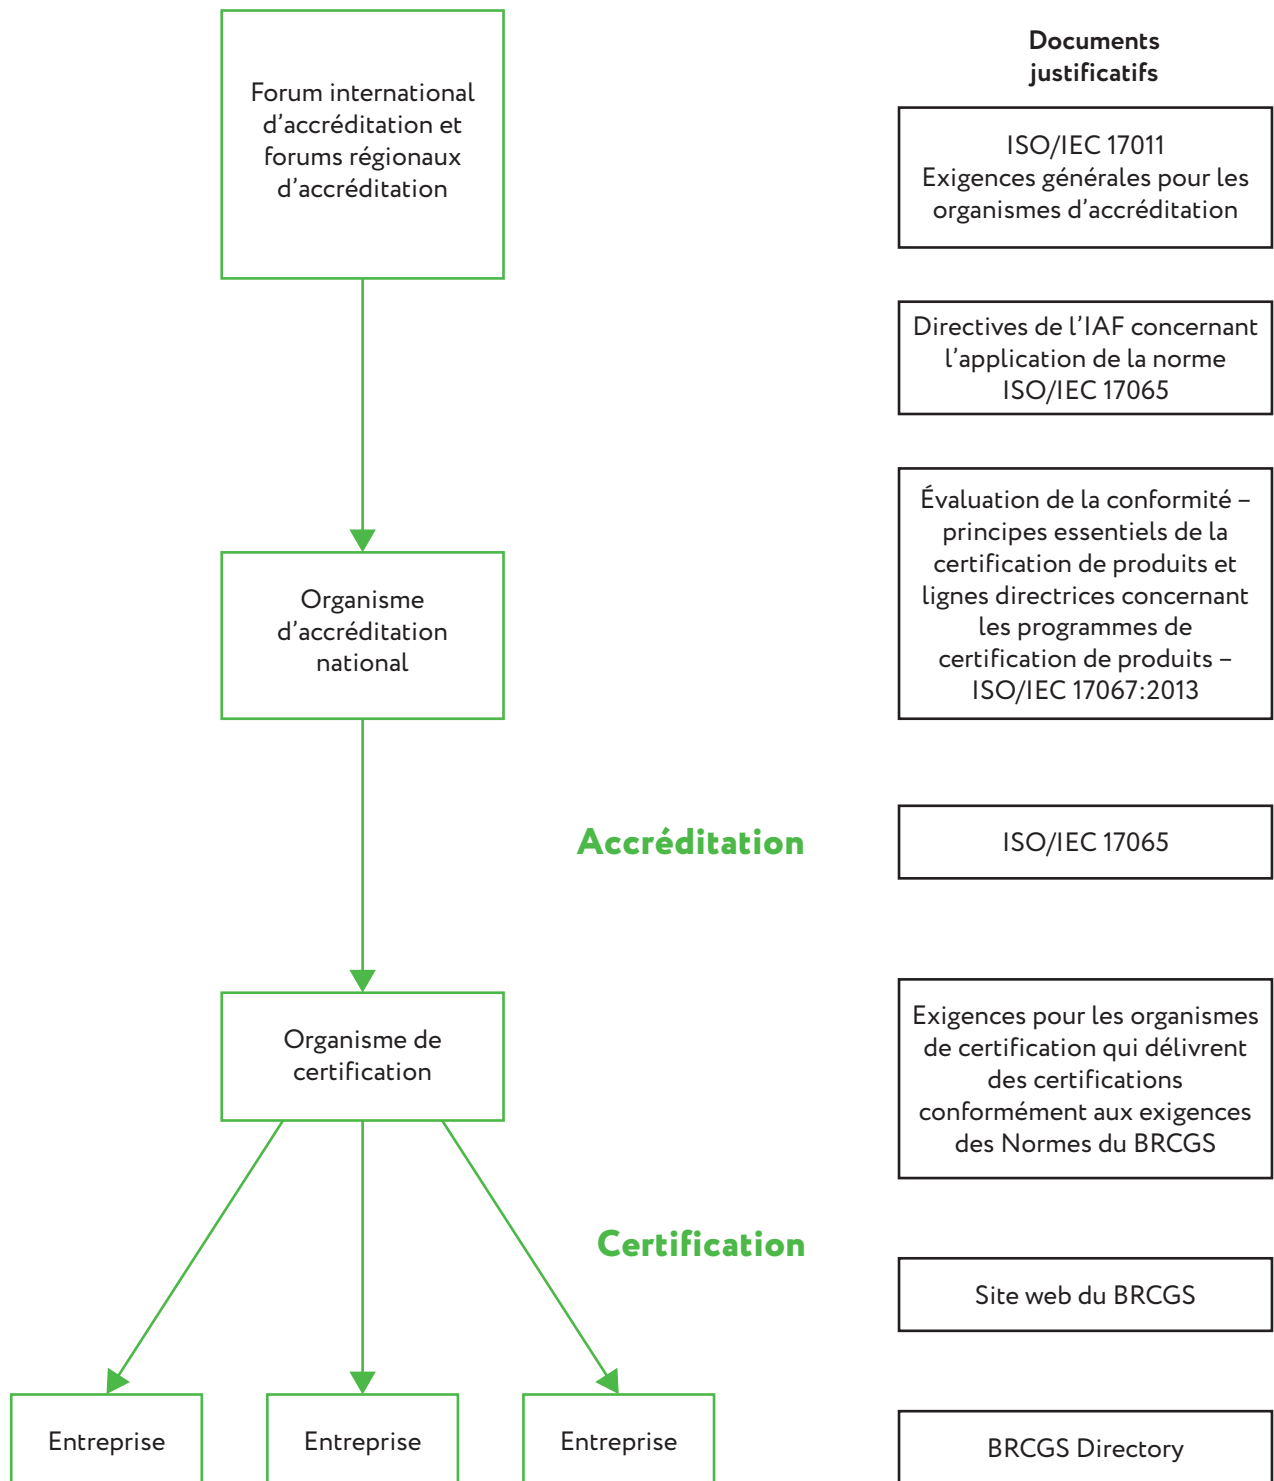 Forum international
d'accréditation et
forums régionaux
d'accréditation
Organisme
d'accréditation
national
Accréditation
Organisme de
certification
Certification
Entreprise
Entreprise
Entreprise
Documents
justificatifs
ISO/IEC 17011
Exigences générales pour les
organismes d'accréditation
Directives de l'IAF concernant
l'application de la norme
ISO/IEC 17065
Évaluation de la conformité –
principes essentiels de la
certification de produits et
lignes directrices concernant
les programmes de
certification de produits –
ISO/IEC 17067:2013
ISO/IEC 17065
Exigences pour les organismes
de certification qui délivrent
des certifications
conformément aux exigences
des Normes du BRCGS
Site web du BRCGS
BRCGS Directory